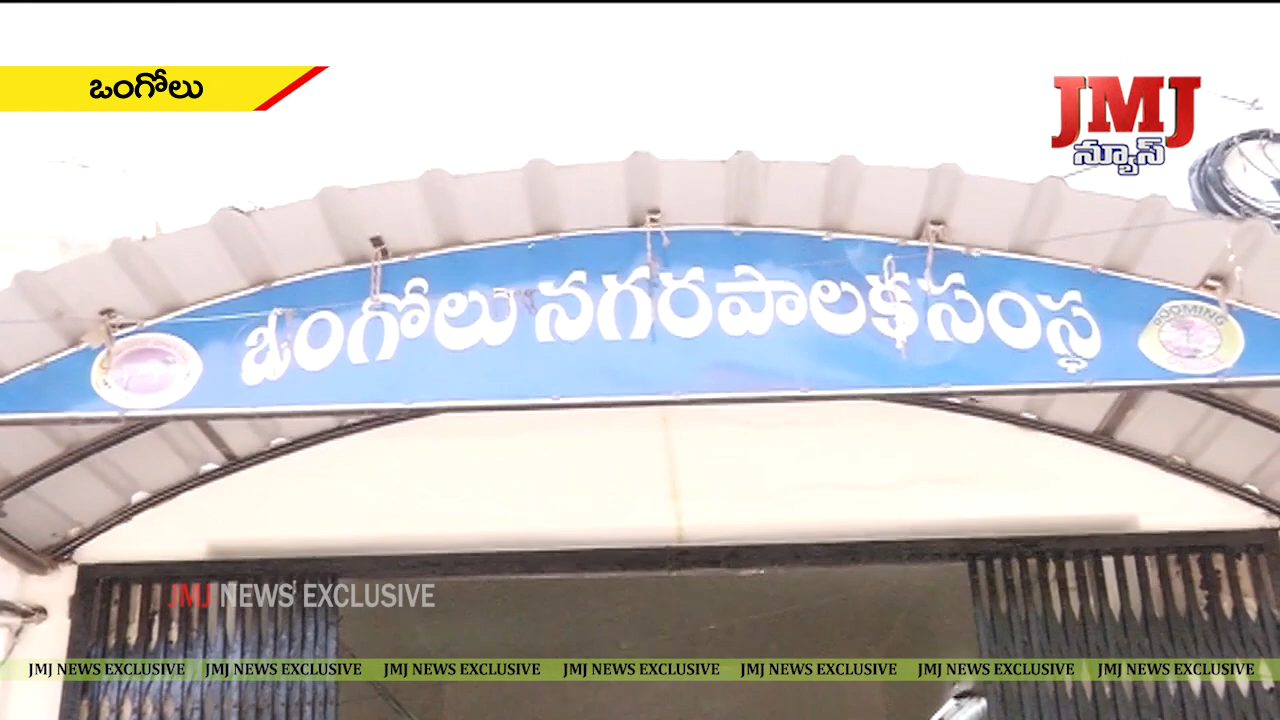 ఒంగోలు
JMJ
న్యూస్
ఒంగోలు నగరపాలక సంస్థ
BOOMING
JMJ NEWS EXCLUSIVE
JMJ NEWS EXCLUSIVE JMJ NEWS EXCLUSIVE JMJ NEWS EXCLUSIVE JMJ NEWS EXCLUSIVE JMJ NEWS EXCLUSIVE JMJ NEWS EXCLUSIVE JMJ NEWS EXCLUSIVE